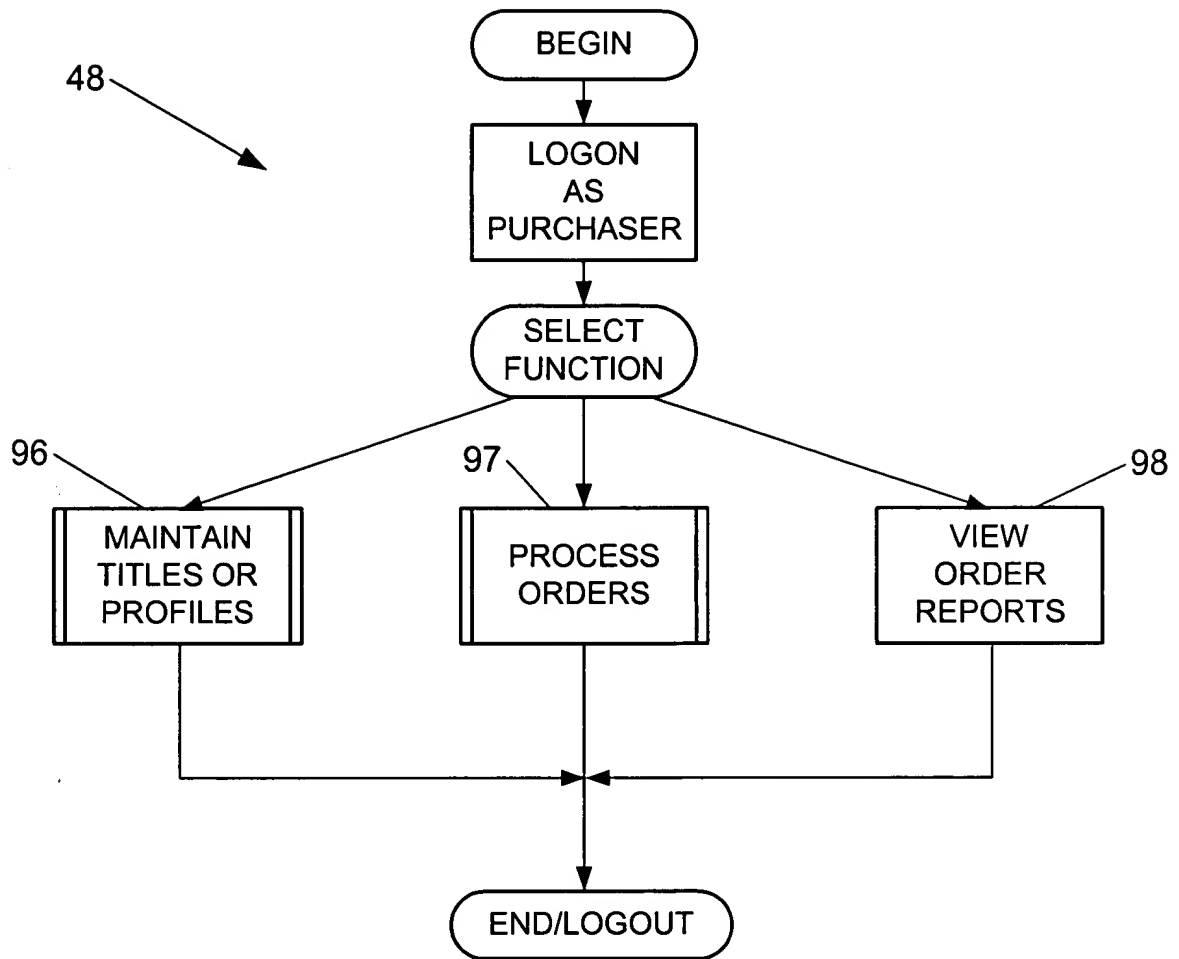 BEGIN
48
LOGON
AS
PURCHASER
SELECT
FUNCTION
96
97
98
MAINTAIN
TITLES OR
PROFILES
PROCESS
ORDERS
VIEW
ORDER
REPORTS
END/LOGOUT